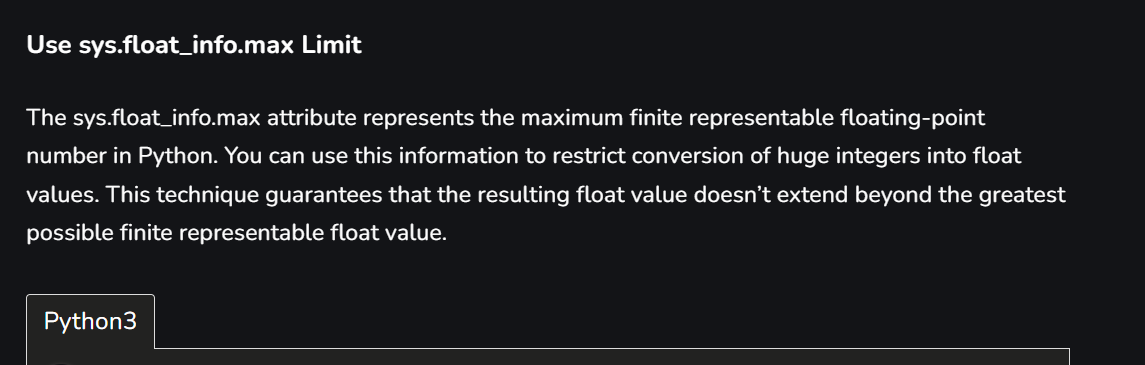 Use sys.float_info.max Limit
The sys.float_info.max attribute represents the maximum finite representable floating-point
number in Python. You can use this information to restrict conversion of huge integers into float
values. This technique guarantees that the resulting float value doesn’t extend beyond the greatest
possible finite representable float value.
Python3